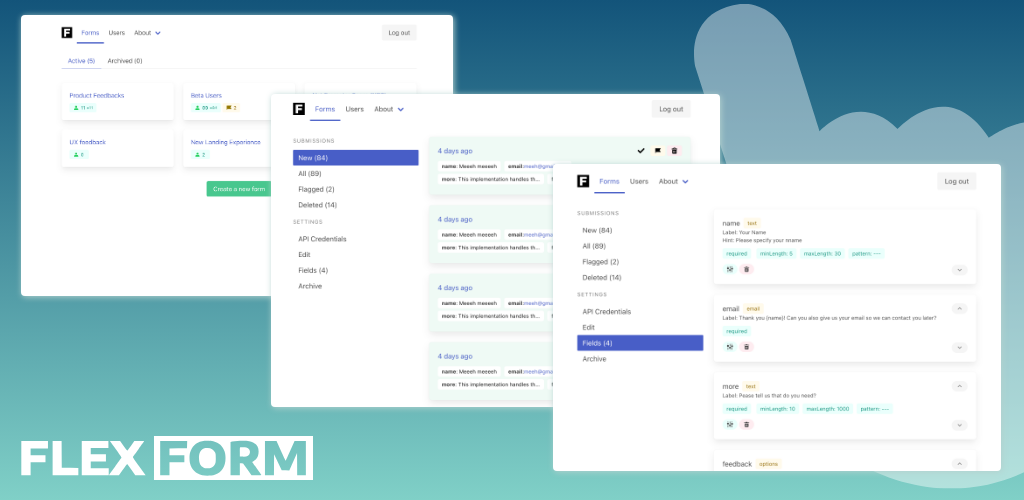 Forms Users About Log out
Active (5) Archived (0)
Product Feedbacks
Beta Users
UX feedback
New Landing Experience
Create a new form
Forms Users About Log out
SUBMISSIONS
New (84)
All (89)
Flagged (2)
Deleted (14)
SETTINGS
API Credentials
Edit
Fields (4)
Archive
4 days ago
name: Meeeh meeeeh email:meeh@gma
more: This implementation handles th...
4 days ago
name: Meeeh meeeeh email:meeh@gma
more: This implementation handles th...
4 days ago
name: Meeeh meeeeh email:meeh@gma
more: This implementation handles th...
4 days ago
name: Meeeh meeeeh email:meeh@gma
more: This implementation handles th...
Forms Users About Log out
SUBMISSIONS
New (84)
All (89)
Flagged (2)
Deleted (14)
SETTINGS
API Credentials
Edit
Fields (4)
Archive
name text
Label: Your Name
Hint: Please specify your sname
required minLength: 5 maxLength: 30 pattern: ---
email email
Label: Thank you {name}! Can you also give us your email so we can contact you later?
required
more text
Label: Pease tell us that do you need?
required minLength: 10 maxLength: 1000 pattern: ---
feedback options
FLEX FORM